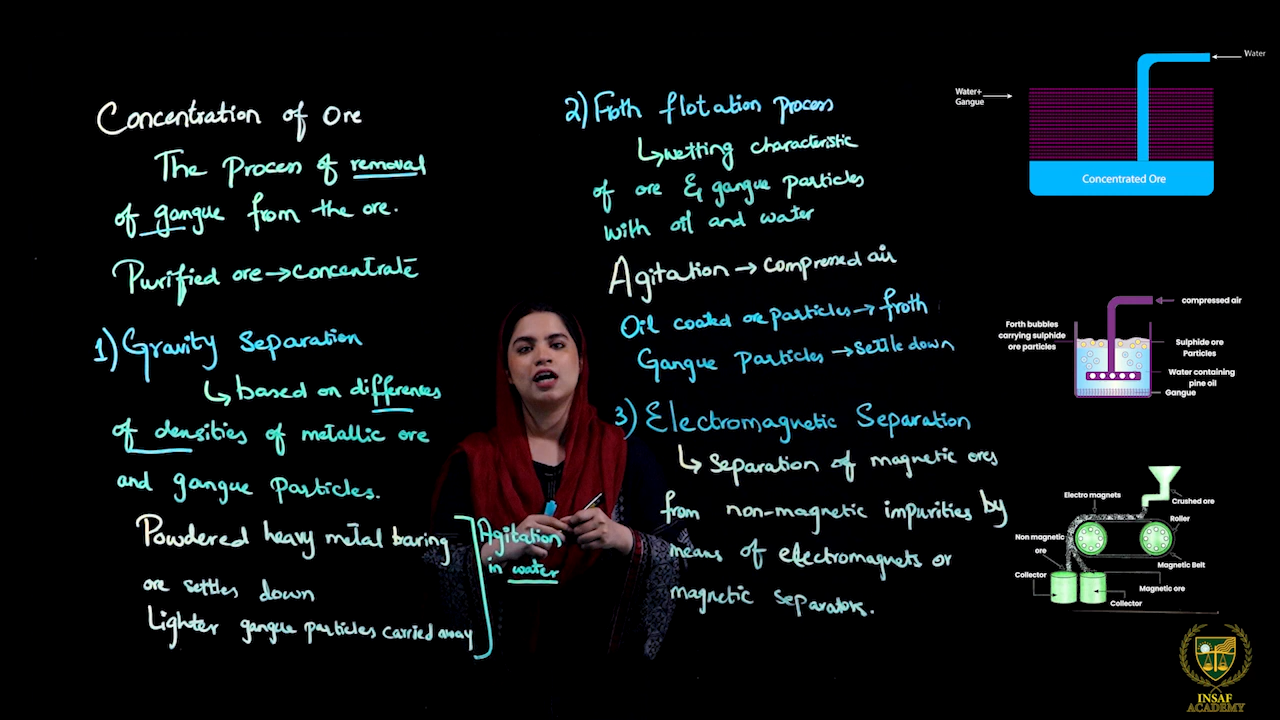 Concentration of Ore
The Process of removal
of gangue from the ore.
Purified ore → concentrate
1) Gravity Separation
↳ based on differences
of densities of metallic ore
and gangue particles.
Powdered heavy metal baring
ore settles down
Lighter gangue particles carried away
Agitation
in water
2) Froth flotation process
↳ wetting characteristic
of ore & gangue particles
with oil and water
Agitation → compressed air
Oil coated ore particles → froth
Gangue particles → settle down
3) Electromagnetic Separation
↳ Separation of magnetic ores
from non-magnetic impurities by
means of electromagnets or
magnetic separators.
Water
Water+
Gangue
Concentrated Ore
compressed air
Forth bubbles
carrying sulphide
ore particles
Sulphide ore
Particles
Water containing
pine oil
Gangue
Electro magnets
Crushed ore
Roller
Non magnetic
ore
Magnetic Belt
Collector
Magnetic ore
Collector
INSAF
ACADEMY